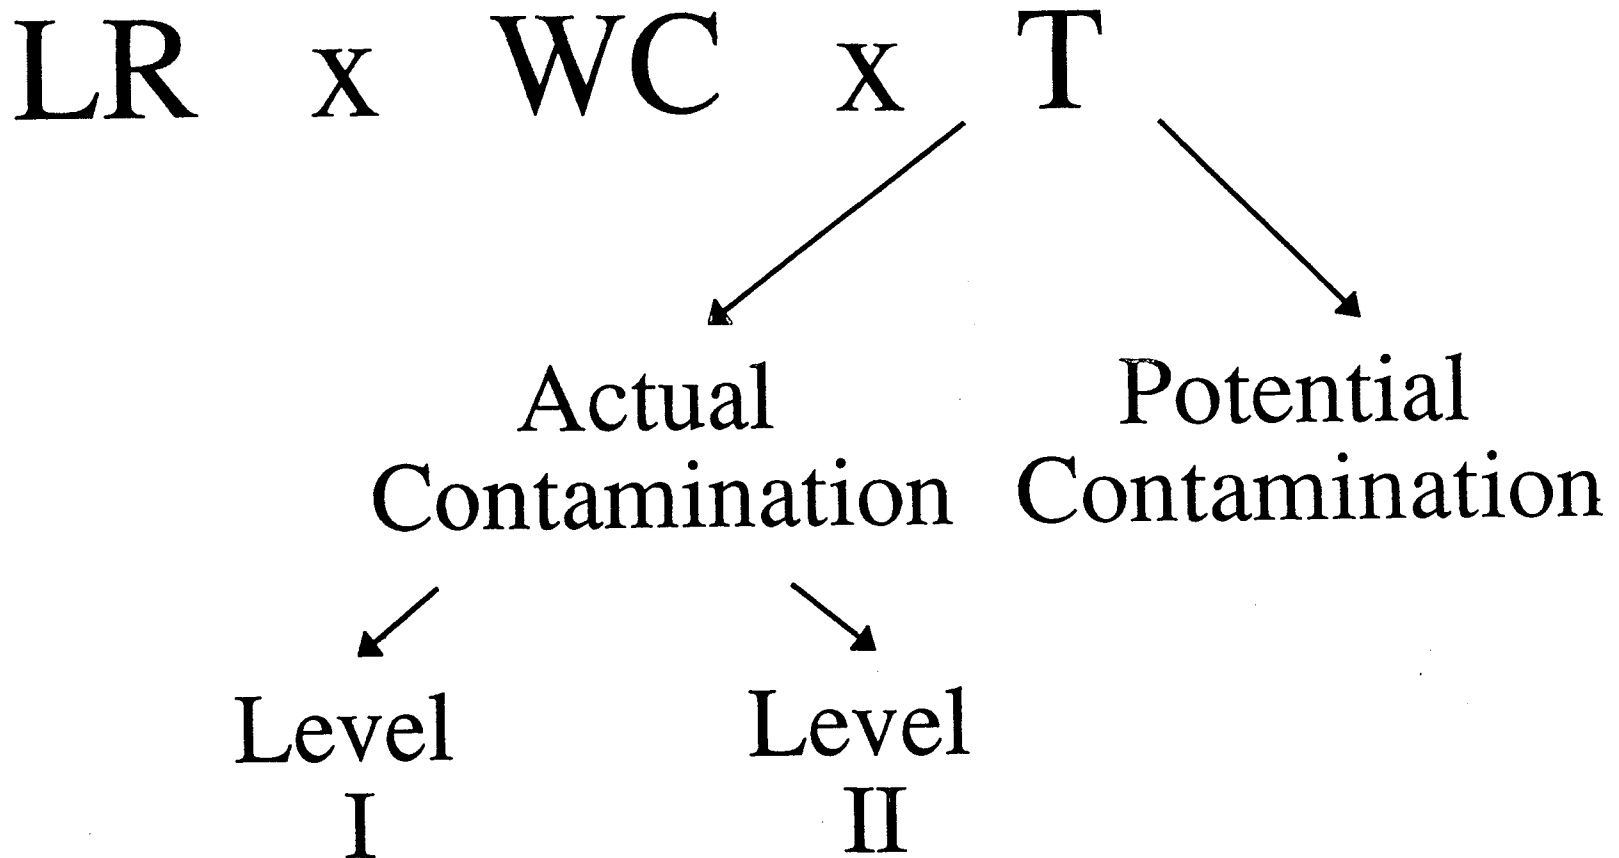 LR x WC x T
Actual
Contamination
Potential
Contamination
Level
I
Level
II